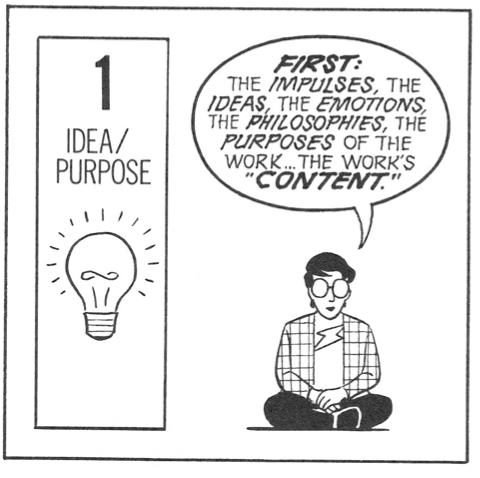 1
IDEA/
PURPOSE
FIRST:
THE IMPULSES, THE
IDEAS, THE EMOTIONS,
THE PHILOSOPHIES, THE
PURPOSES OF THE
WORK...THE WORK'S
"CONTENT."